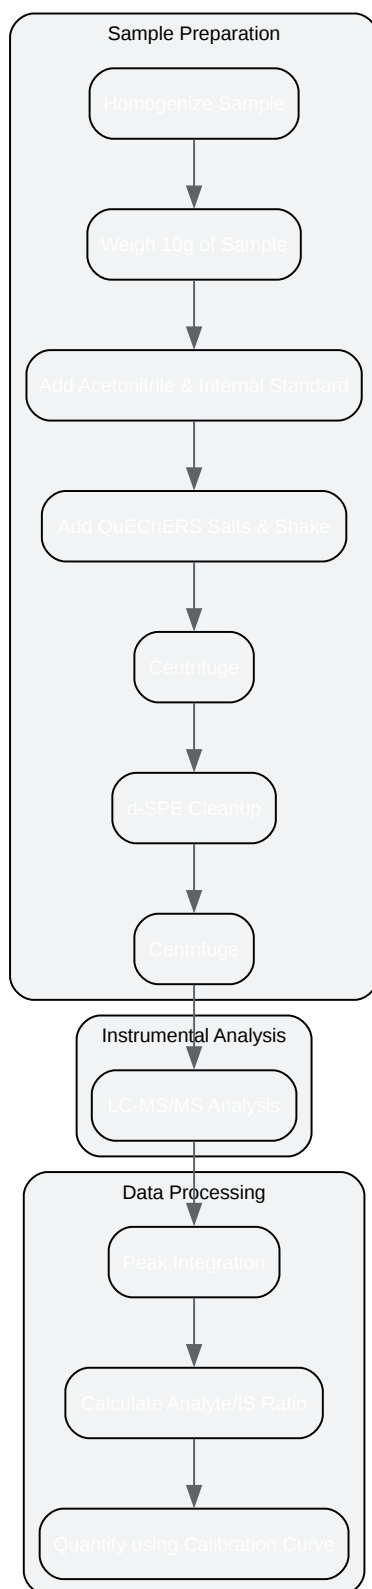 Sample Preparation
Homogenize Sample
Weigh 10g of Sample
Add Acetonitrile & Internal Standard
Add QuEChERS Salts & Shake
Centrifuge
d-SPE Cleanup
Centrifuge
Instrumental Analysis
LC-MS/MS Analysis
Data Processing
Peak Integration
Calculate Analyte/IS Ratio
Quantify using Calibration Curve